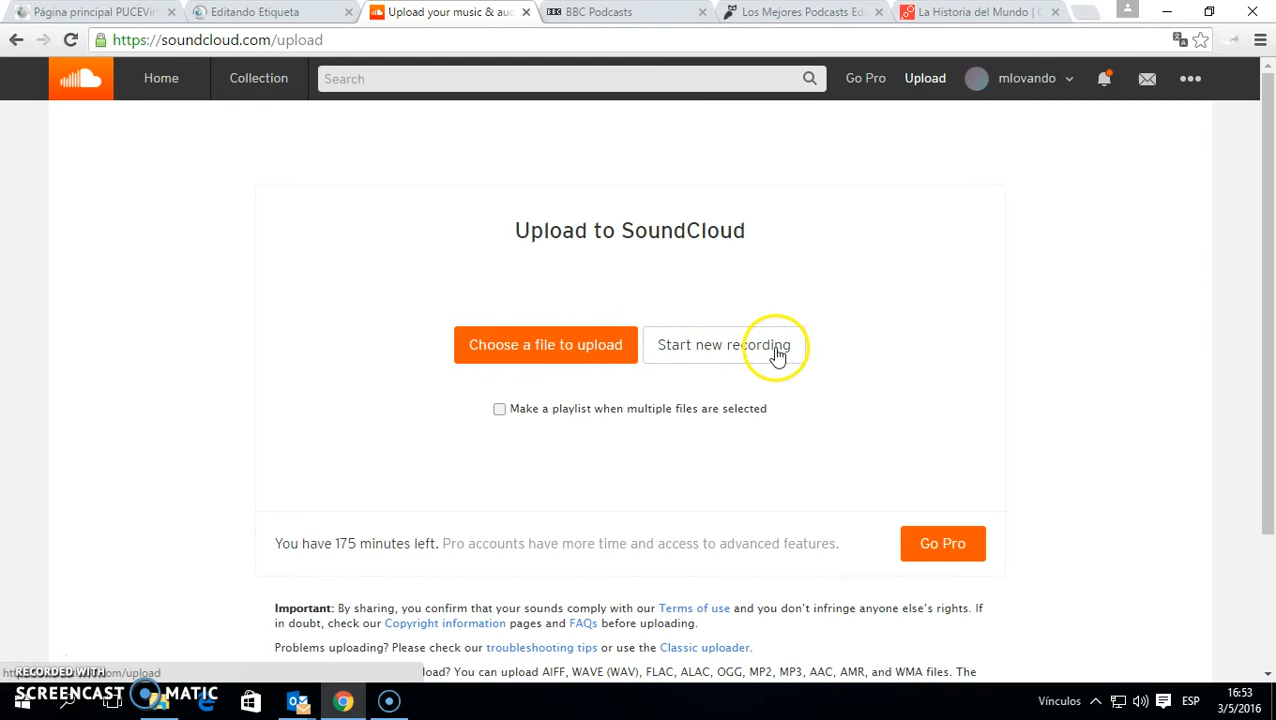 Página principal PUCEVir
Editando Etiqueta
Upload your music & auc
BBC Podcasts
Los Mejores Podcasts Edu
La Historia del Mundo | C
https://soundcloud.com/upload
Home
Collection
Search
Go Pro
Upload
mlovando
Upload to SoundCloud
Choose a file to upload
Start new recording
Make a playlist when multiple files are selected
You have 175 minutes left. Pro accounts have more time and access to advanced features.
Go Pro
Important: By sharing, you confirm that your sounds comply with our Terms of use and you don't infringe anyone else's rights. If
in doubt, check our Copyright information pages and FAQs before uploading.
Problems uploading? Please check our troubleshooting tips or use the Classic uploader.
load? You can upload AIFF, WAVE (WAV), FLAC, ALAC, OGG, MP2, MP3, AAC, AMR, and WMA files. The
om/upload
RECORDED WITH
SCREENCAST MATIC
Vínculos
ESP
16:53
3/5/2016